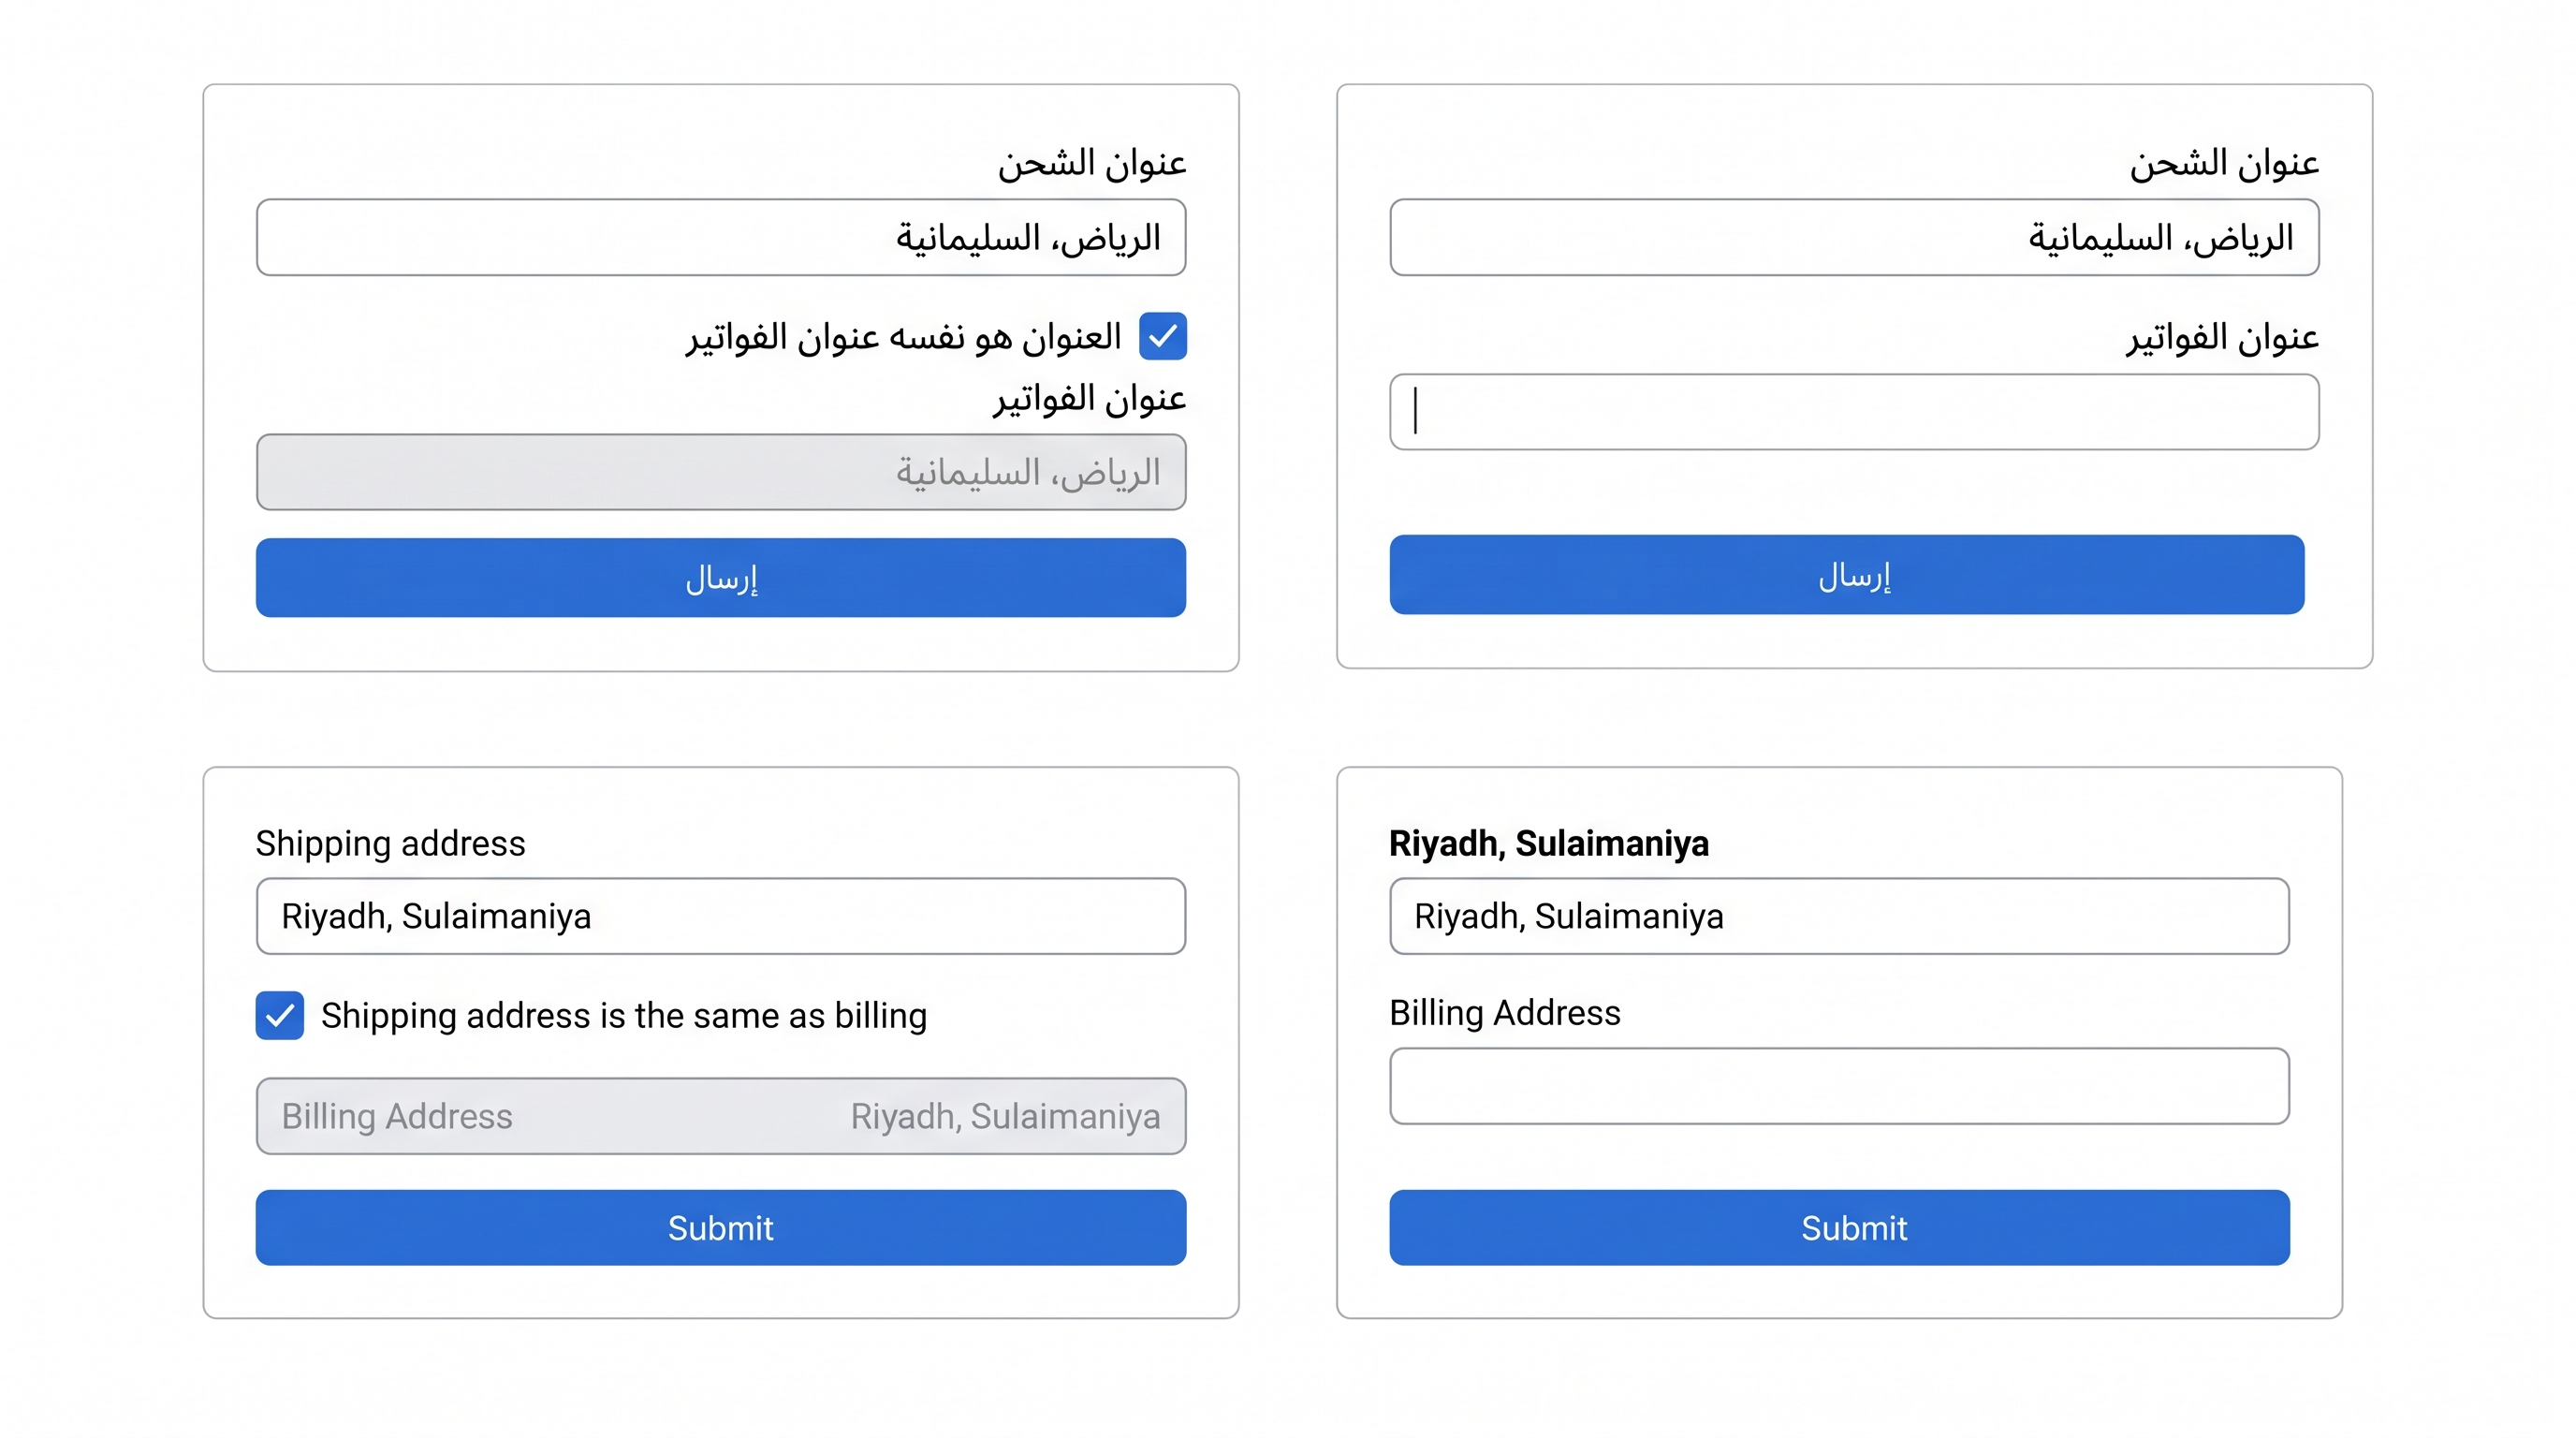 عنوان الشحن
الرياض، السليمانية
العنوان هو نفسه عنوان الفواتير
عنوان الفواتير
الرياض، السليمانية
إرسال
عنوان الشحن
الرياض، السليمانية
عنوان الفواتير
إرسال
Shipping address
Riyadh, Sulaimaniya
Shipping address is the same as billing
Billing Address Riyadh, Sulaimaniya
Submit
Riyadh, Sulaimaniya
Riyadh, Sulaimaniya
Billing Address
Submit